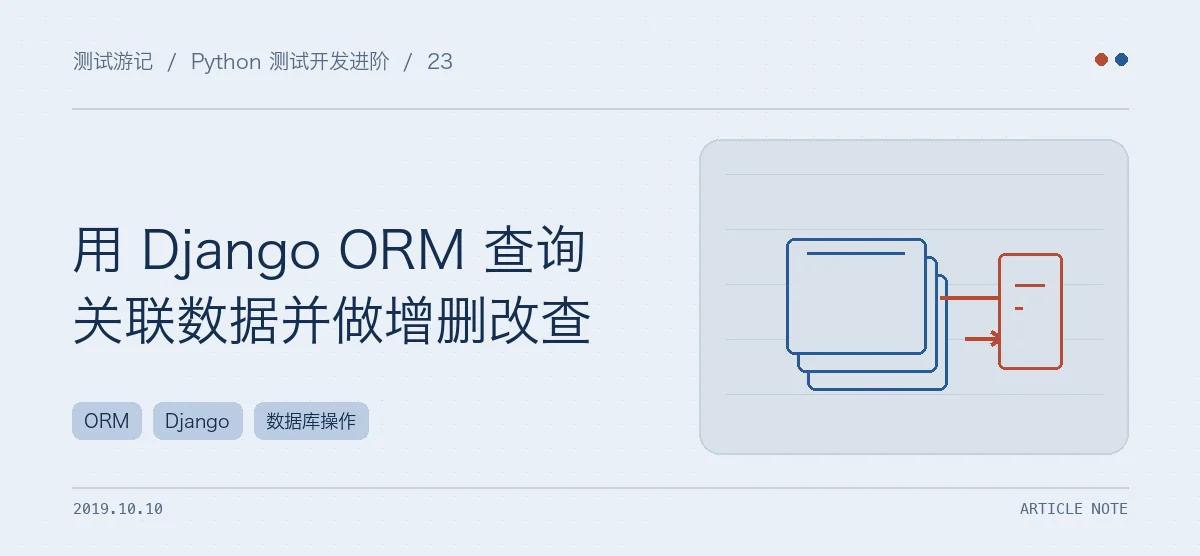 测试游记 / Python 测试开发进阶 / 23
用 Django ORM 查询
关联数据并做增删改查
ORM Django 数据库操作
2019.10.10 ARTICLE NOTE